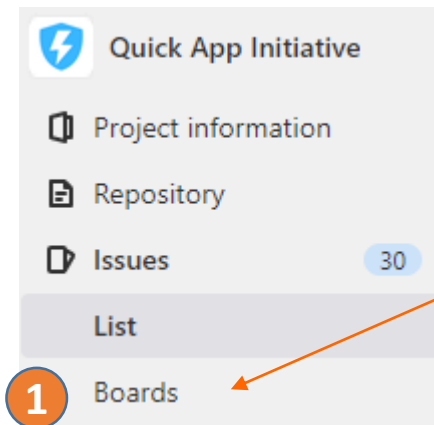 Quick App Initiative
Project information
Repository
Issues 30
List
1 Boards